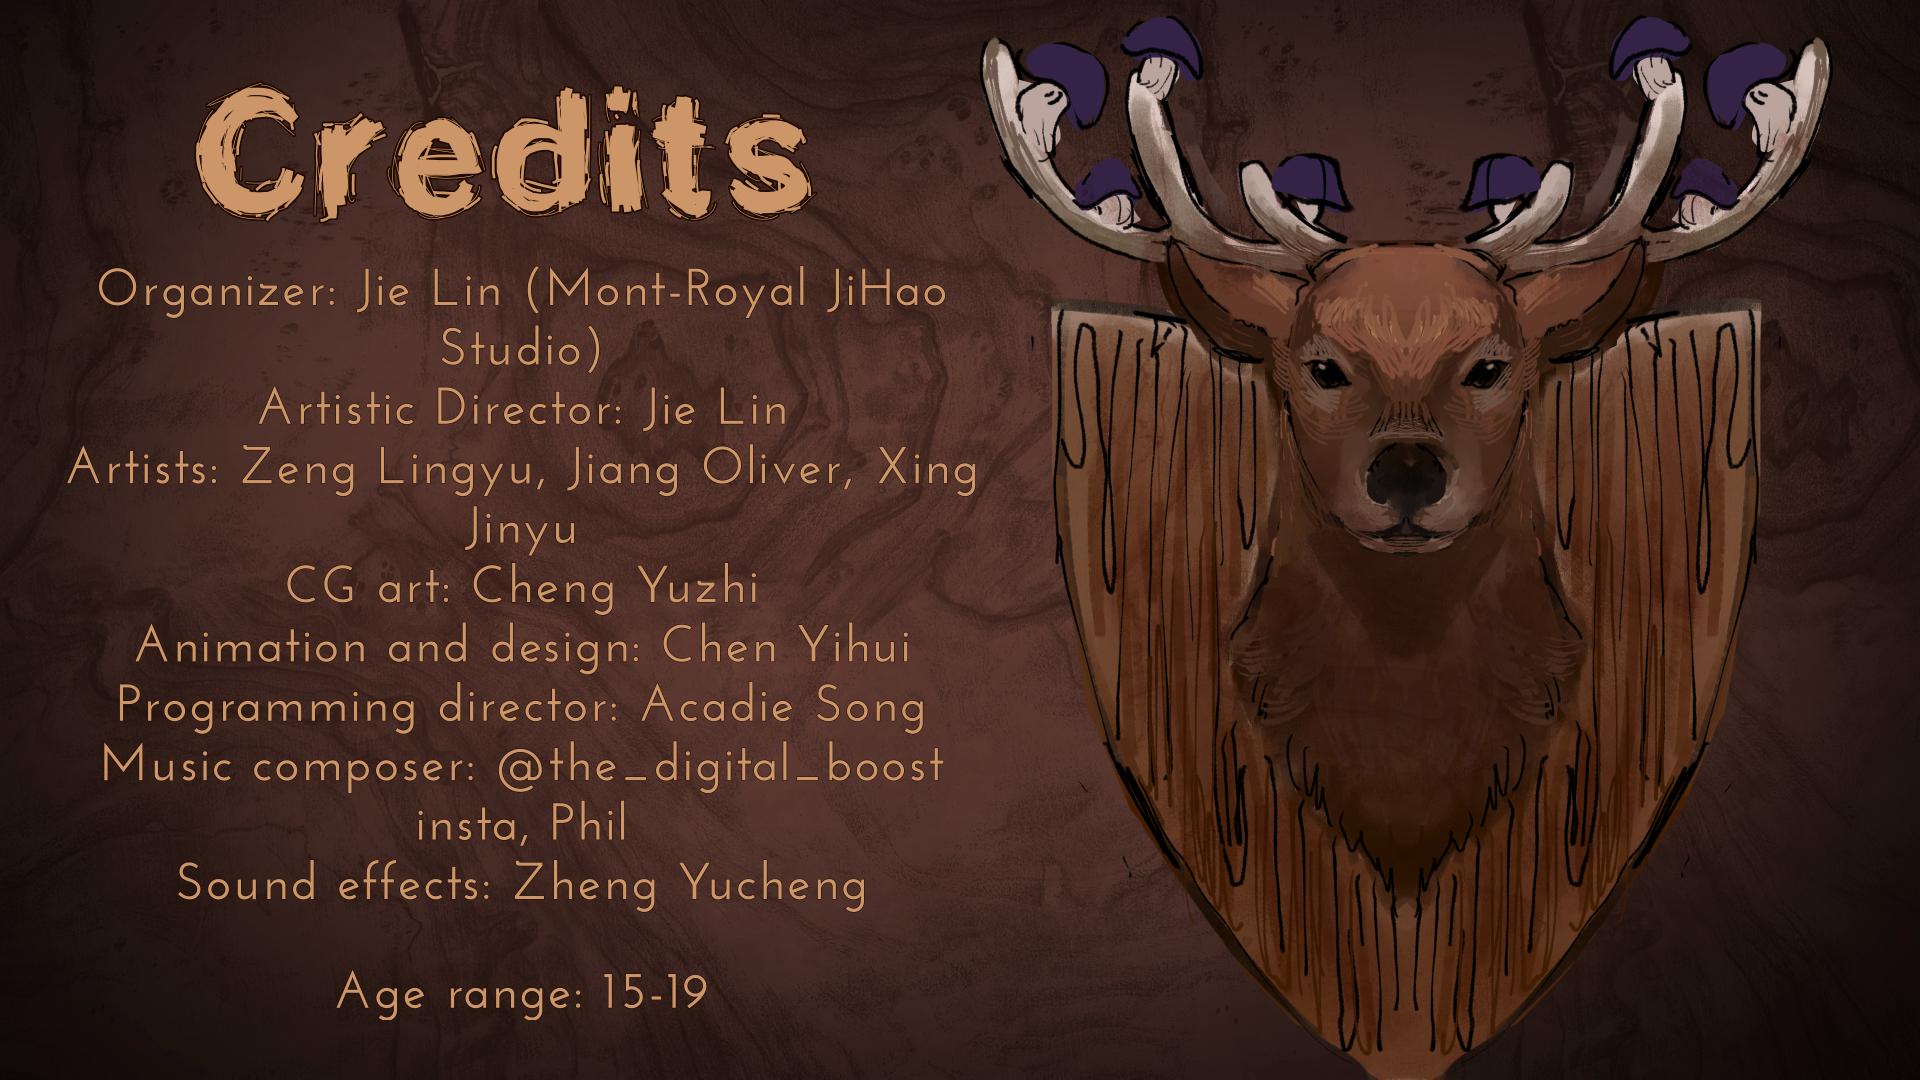 Credits
Organizer: Jie Lin (Mont-Royal JiHao
Studio)
Artistic Director: Jie Lin
Artists: Zeng Lingyu, Jiang Oliver, Xing
Jinyu
CG art: Cheng Yuzhi
Animation and design: Chen Yihui
Programming director: Acadie Song
Music composer: @the_digital_boost
insta, Phil
Sound effects: Zheng Yucheng
Age range: 15-19